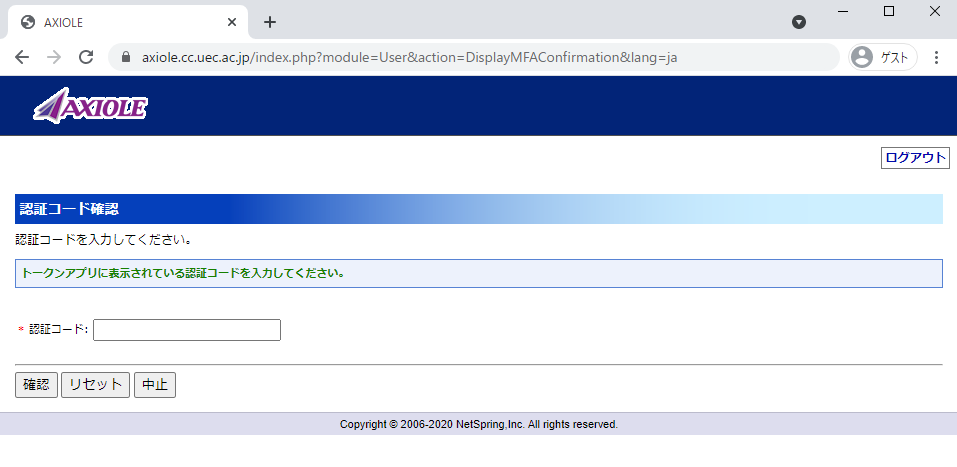 AXIOLE
axiole.cc.uec.ac.jp/index.php?module=User&action=DisplayMFAConfirmation&lang=ja
ゲスト
AXIOLE
ログアウト
認証コード確認
認証コードを入力してください。
トークンアプリに表示されている認証コードを入力してください。
* 認証コード:
確認 リセット 中止
Copyright © 2006-2020 NetSpring,Inc. All rights reserved.